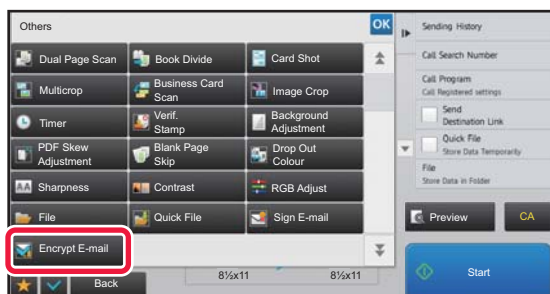 Others
OK
Dual Page Scan
Book Divide
Card Shot
Multicrop
Business Card
Scan
Image Crop
Timer
Verif.
Stamp
Background
Adjustment
PDF Skew
Adjustment
Blank Page
Skip
Drop Out
Colour
AA Sharpness
Contrast
RGB Adjust
File
Quick File
Sign E-mail
Encrypt E-mail
Back
8½x11
8½x11
Sending History
Call Search Number
Call Program
Call Registered settings
Send
Destination Link
Quick File
Store Data Temporarily
File
Store Data in Folder
Preview
CA
Start